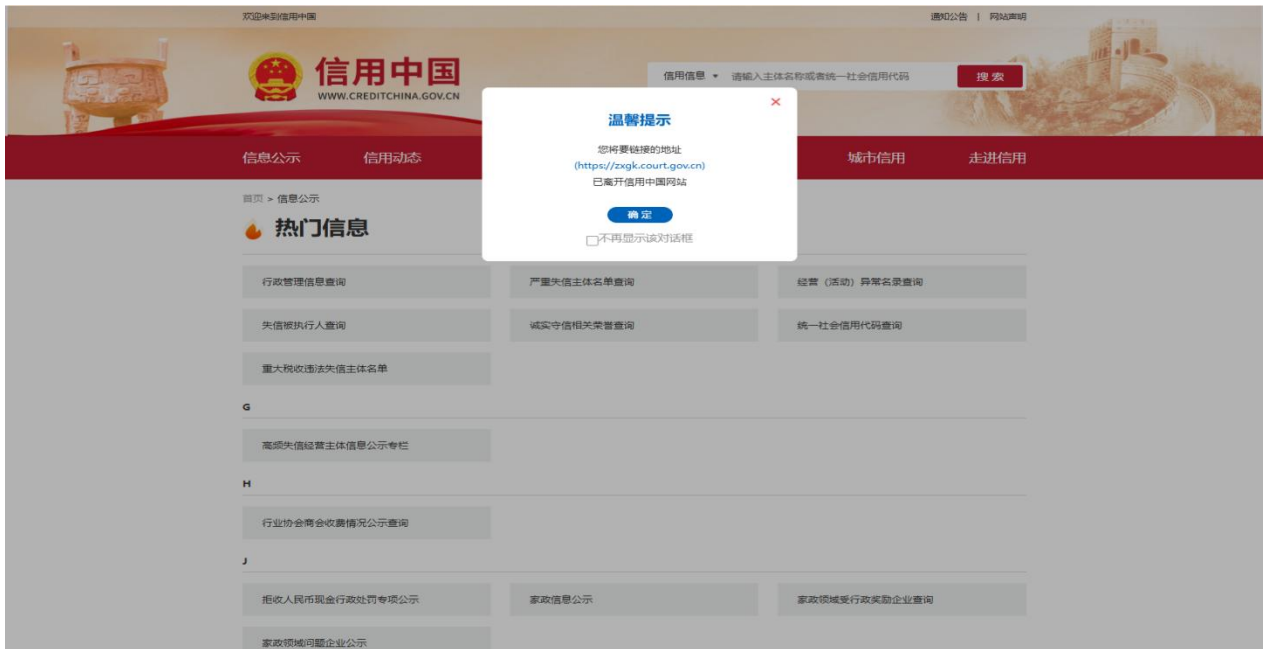 欢迎来到信用中国
通知公告 | 网站声明
信用中国
WWW.CREDITCHINA.GOV.CN
信用信息 请输入主体名称或者统一社会信用代码 搜索
信息公示 信用动态 城市信用 走进信用
温馨提示
您将要链接的地址
(https://zxgk.court.gov.cn)
已离开信用中国网站
确定
不再显示该对话框
首页 > 信息公示
热门信息
行政管理信息查询 严重失信主体名单查询 经营（活动）异常名录查询
失信被执行人查询 诚实守信相关荣誉查询 统一社会信用代码查询
重大税收违法失信主体名单
G
高频失信经营主体信息公示专栏
H
行业协会商会收费情况公示查询
J
拒收人民币现金行政处罚专项公示 家政信息公示 家政领域受行政奖励企业查询
家政领域问题企业公示